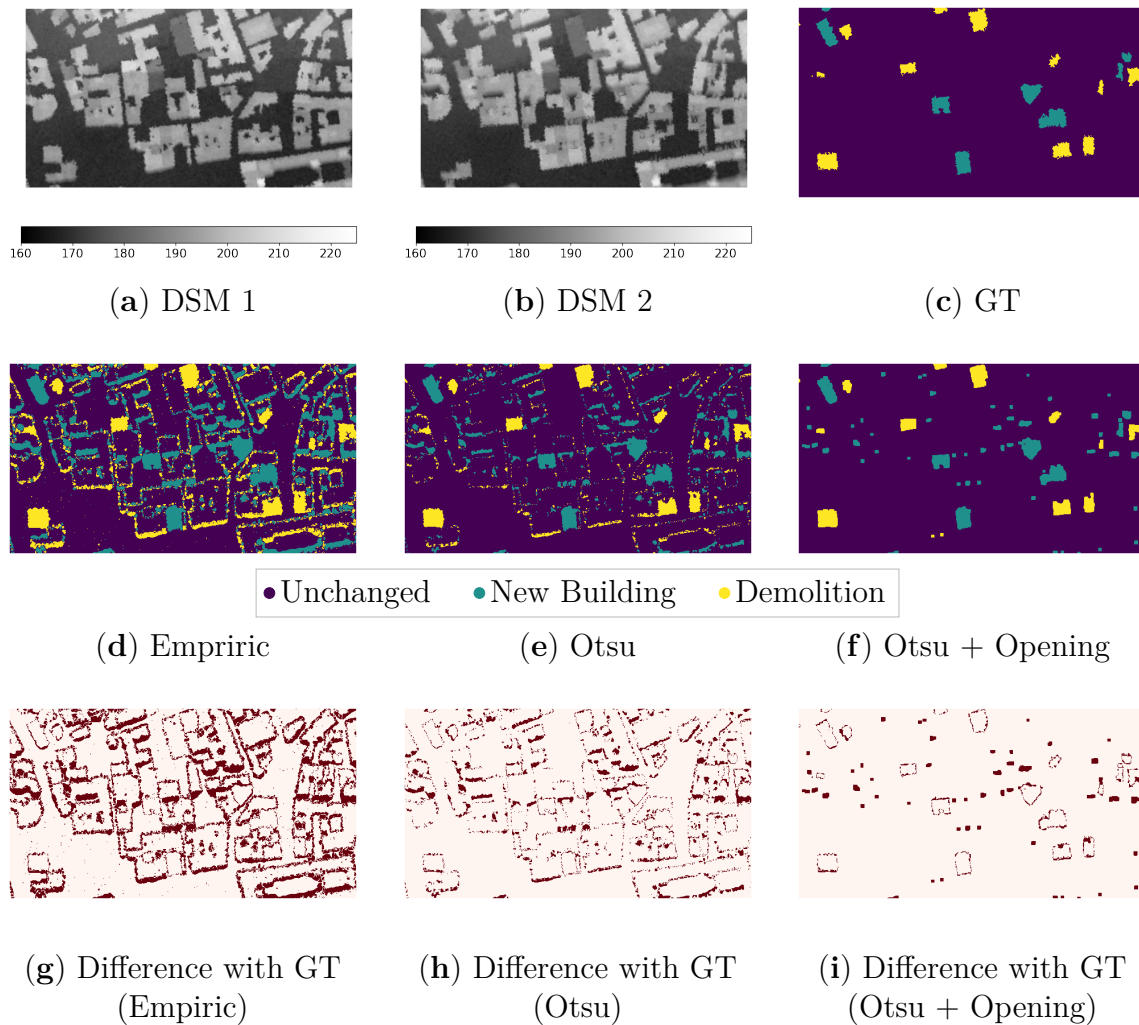 160 170 180 190 200 210 220
160 170 180 190 200 210 220
(a) DSM 1
(b) DSM 2
(c) GT
Unchanged New Building Demolition
(d) Empriric
(e) Otsu
(f) Otsu + Opening
(g) Difference with GT
(Empiric)
(h) Difference with GT
(Otsu)
(i) Difference with GT
(Otsu + Opening)